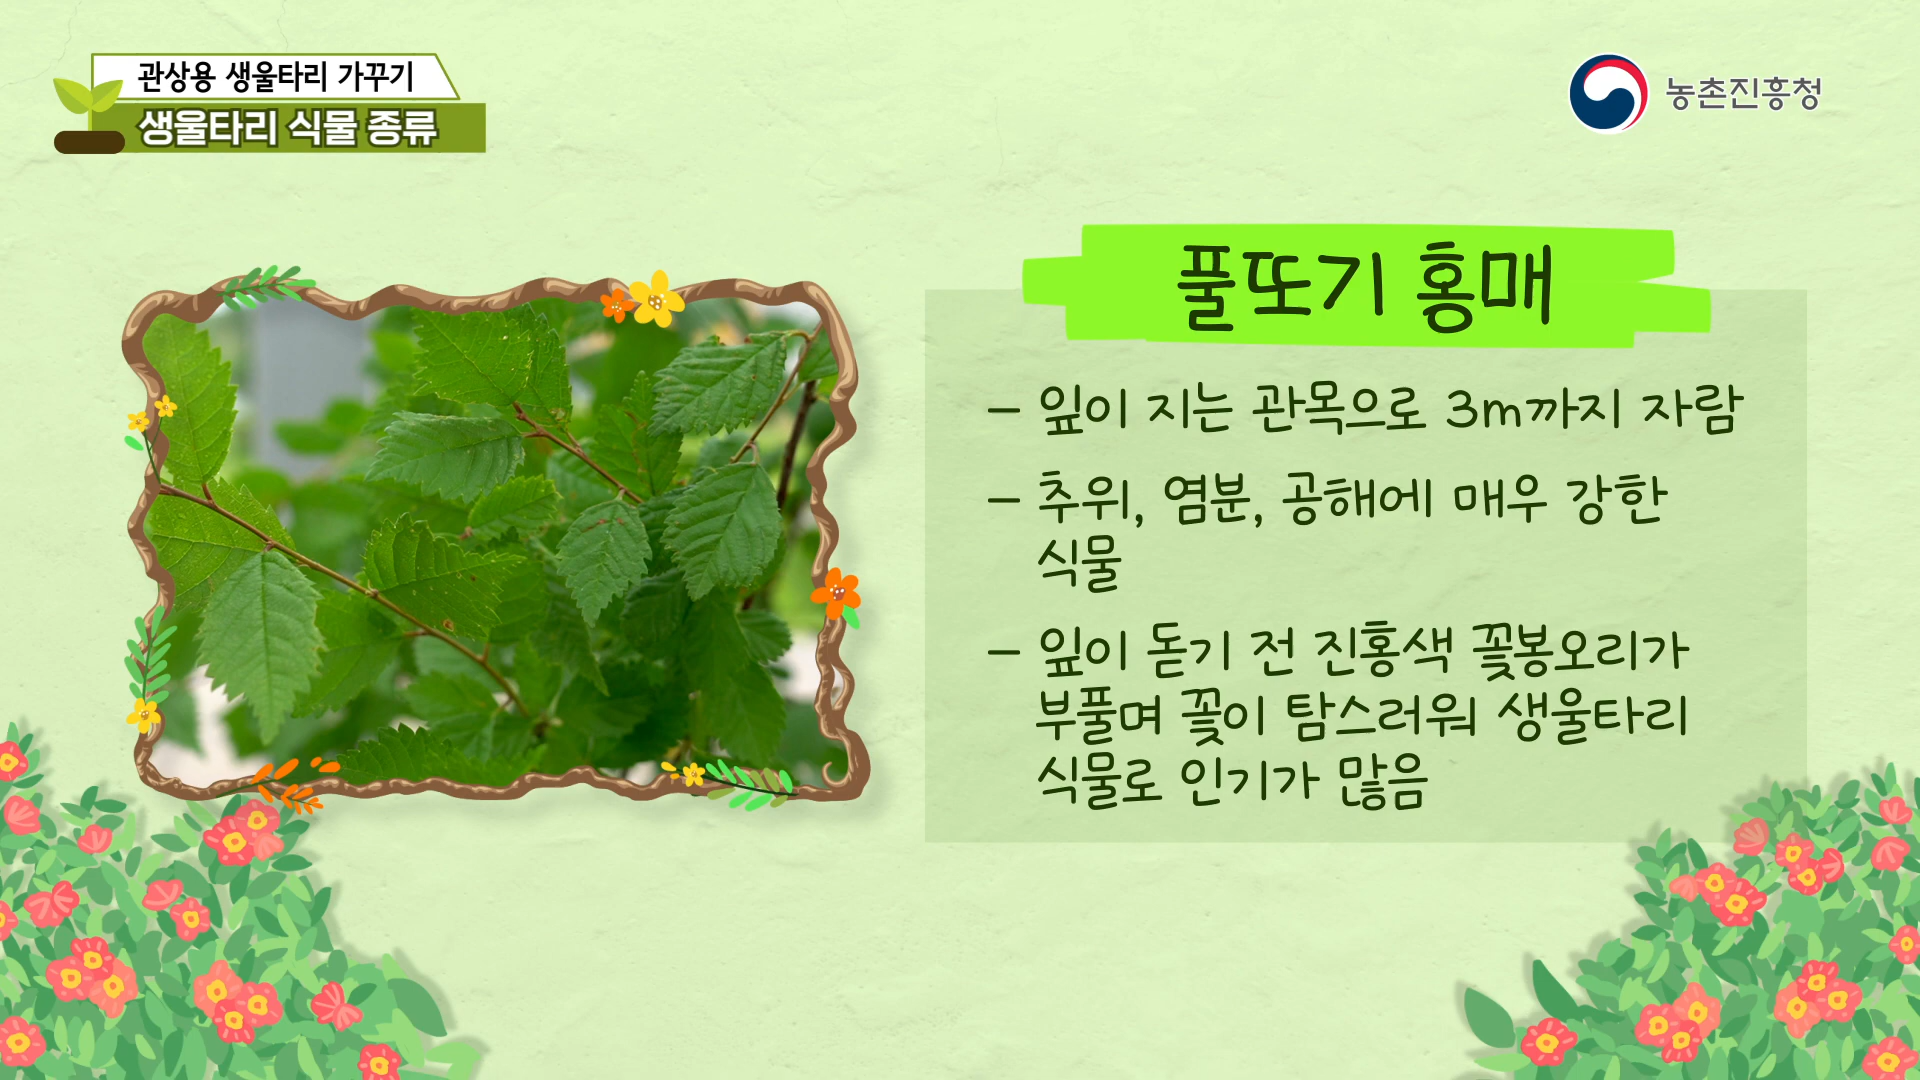 관상용 생울타리 가꾸기
생울타리 식물 종류
농촌진흥청
풀또기 홍매
- 잎이 지는 관목으로 3m까지 자람
- 추위, 염분, 공해에 매우 강한
식물
- 잎이 돋기 전 진홍색 꽃봉오리가
부풀며 꽃이 탐스러워 생울타리
식물로 인기가 많음